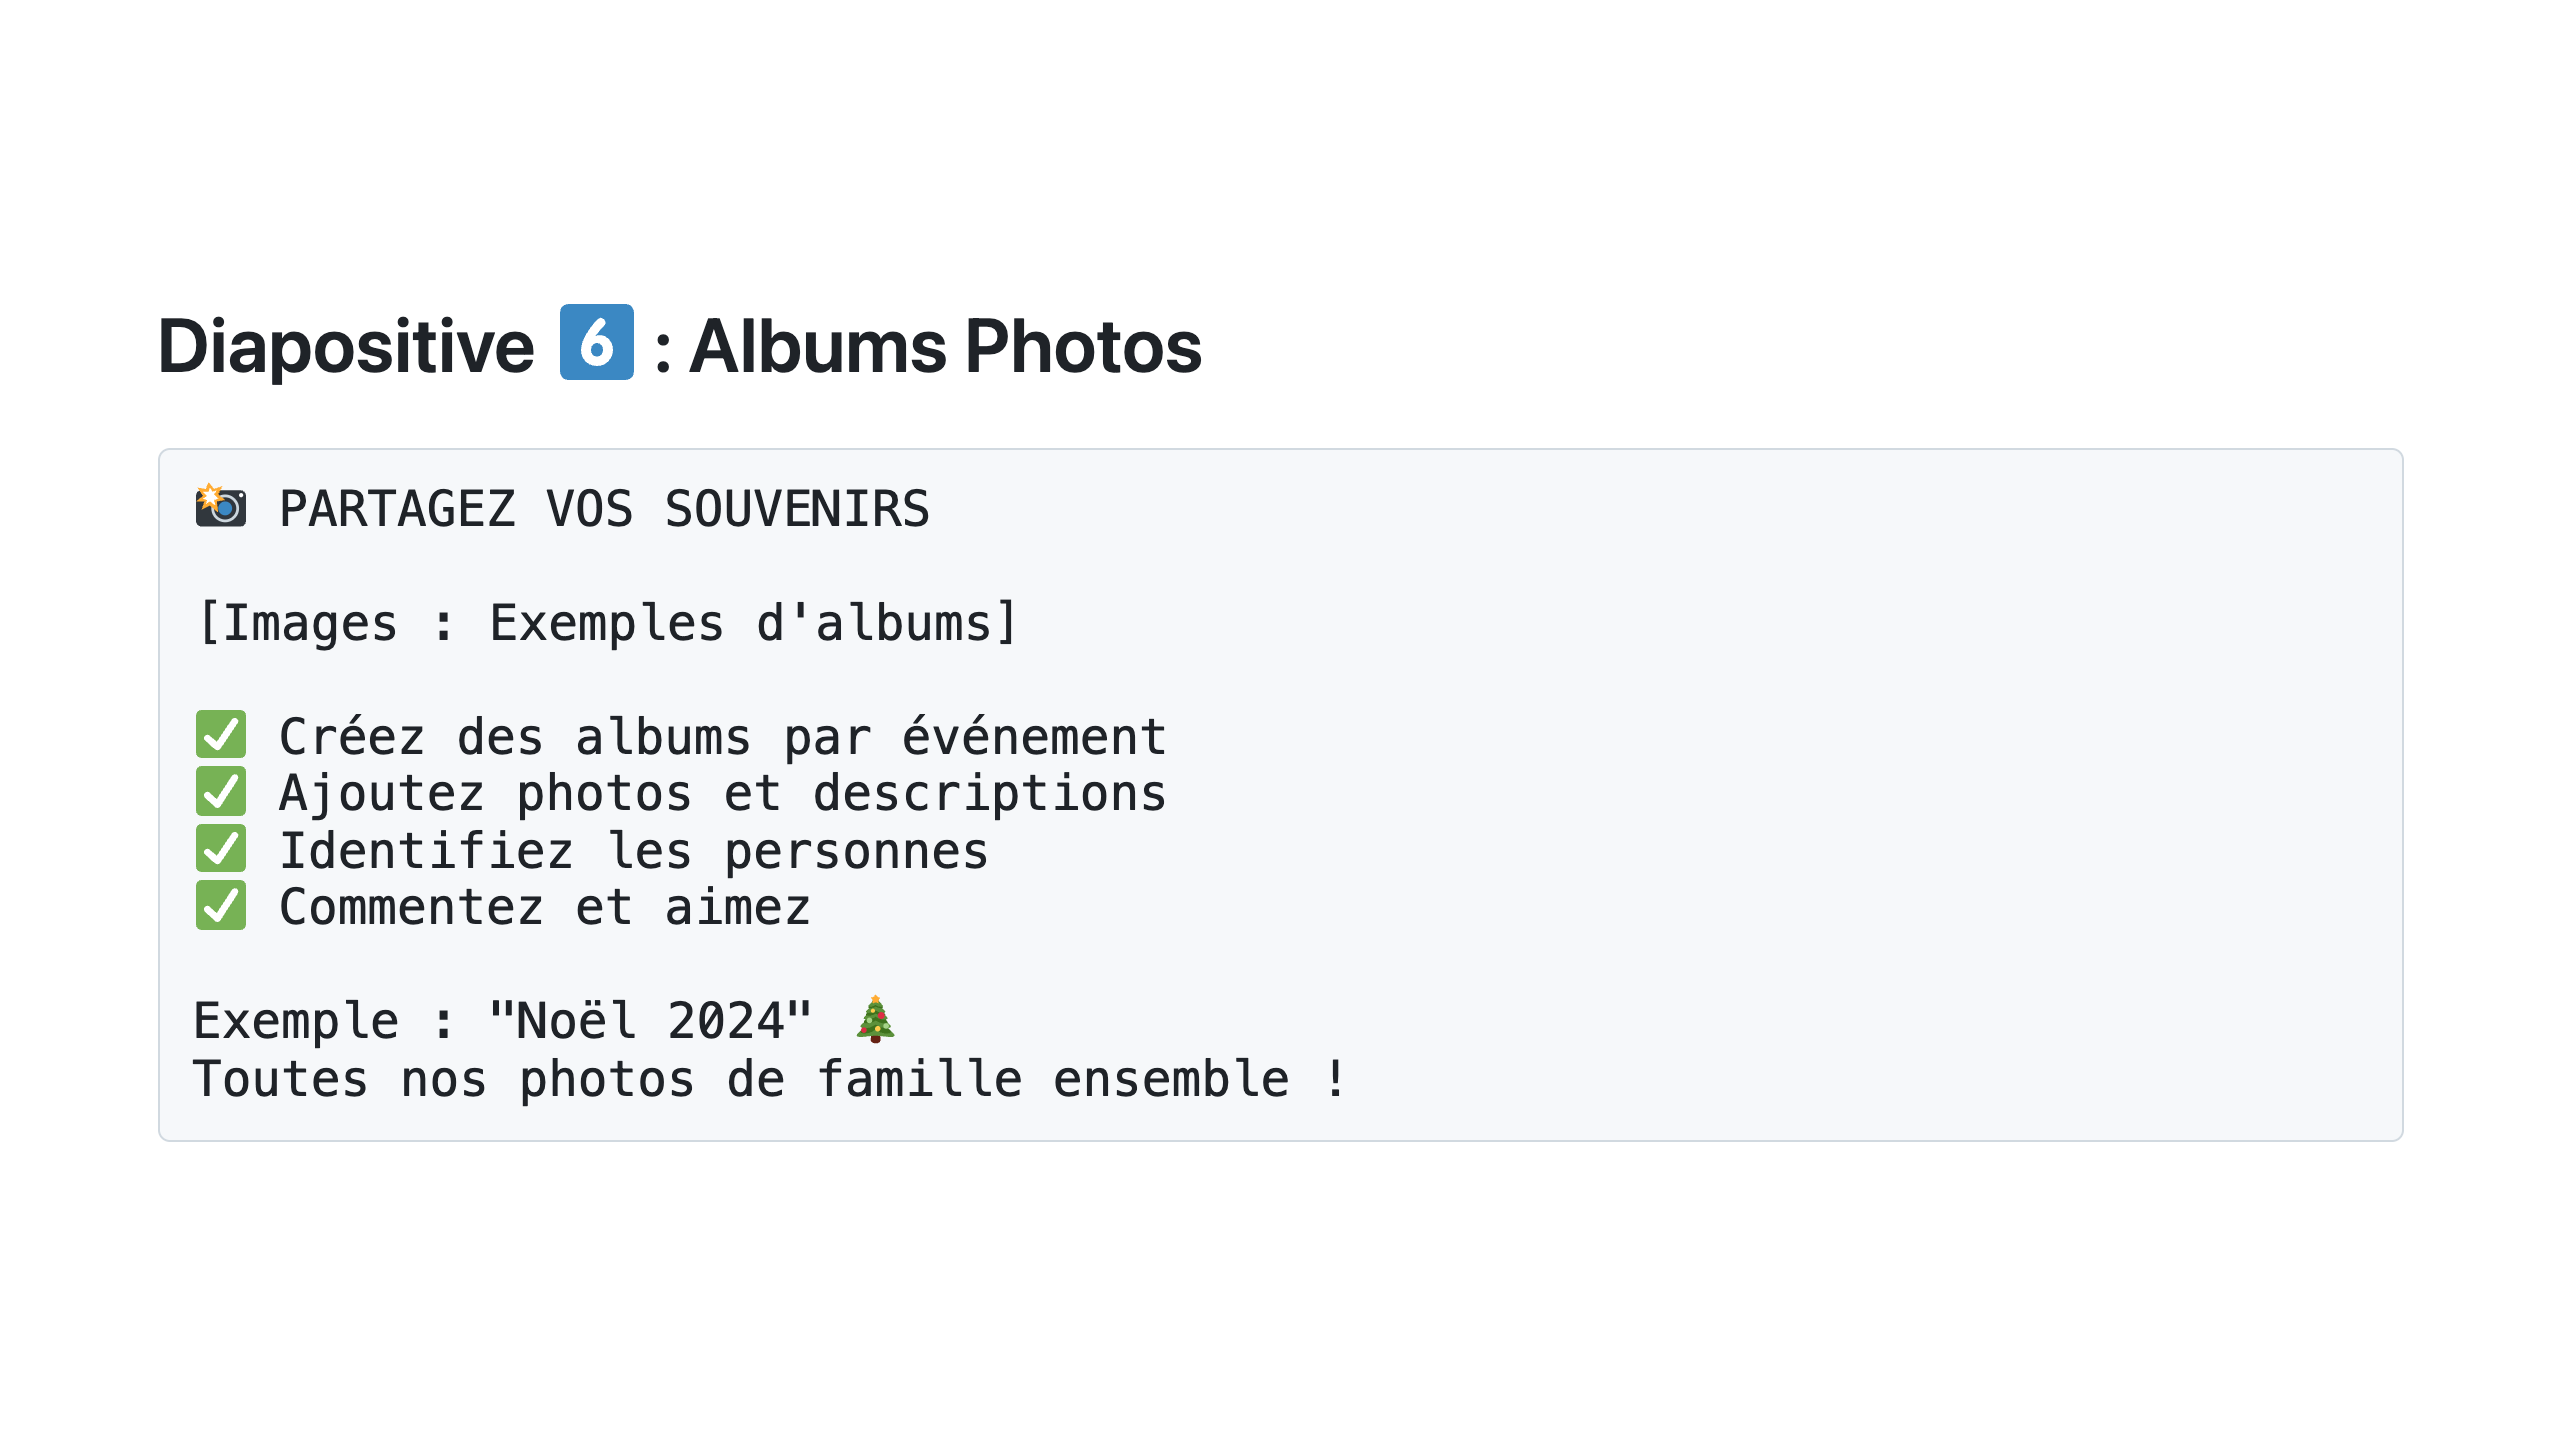 Diapositive 6️⃣ : Albums Photos
📸 PARTAGEZ VOS SOUVENIRS
[Images : Exemples d'albums]
✅ Créez des albums par événement
✅ Ajoutez photos et descriptions
✅ Identifiez les personnes
✅ Commentez et aimez
Exemple : "Noël 2024" 🎄
Toutes nos photos de famille ensemble !